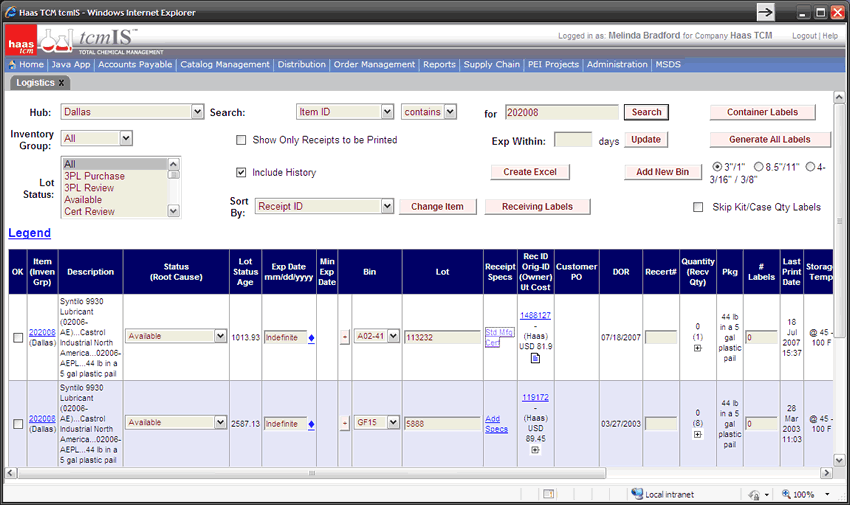 Haas TCM tcmIS - Windows Internet Explorer
haas tcm tcmIS™ TOTAL CHEMICAL MANAGEMENT
Logged in as: Melinda Bradford for Company Haas TCM Logout | Help
Home | Java App | Accounts Payable | Catalog Management | Distribution | Order Management | Reports | Supply Chain | PEI Projects | Administration | MSDS
Logistics X
Hub: Dallas Search: Item ID contains for 202008 Search Container Labels
Inventory Group: All Show Only Receipts to be Printed Exp Within: days Update Generate All Labels
Lot Status: All
3PL Purchase
3PL Review
Available
Cert Review
Include History Create Excel Add New Bin 3"/1" 8.5"/11" 4-3/16" / 3/8"
Sort By: Receipt ID Change Item Receiving Labels Skip Kit/Case Qty Labels
Legend
OK Item (Inven Grp) Description Status (Root Cause) Lot Status Age Exp Date mm/dd/yyyy Min Exp Date Bin Lot Receipt Specs Rec ID Orig-ID (Owner) Ut Cost Customer PO DOR Recert# Quantity (Recv Qty) Pkg # Labels Last Print Date Storage Temp
202008 (Dallas) Syntilo 9930 Lubricant (02006-AE)...Castrol Industrial North America...02006-AEPL...44 lb in a 5 gal plastic pail Available 1013.93 Indefinite + A02-41 113232 Std Mfg Cert 1488127 - (Haas) USD 81.9 07/18/2007 0 (1) 44 lb in a 5 gal plastic pail 0 18 Jul 2007 15:37 @ 45 - 100 F
202008 (Dallas) Syntilo 9930 Lubricant (02006-AE)...Castrol Industrial North America...02006-AEPL...44 lb in a 5 gal plastic pail Available 2587.13 Indefinite + GF15 5888 Add Specs 119172 - (Haas) USD 89.45 03/27/2003 0 (8) 44 lb in a 5 gal plastic pail 0 28 Mar 2003 11:03 @ 45 - 100 F
Local intranet 100%